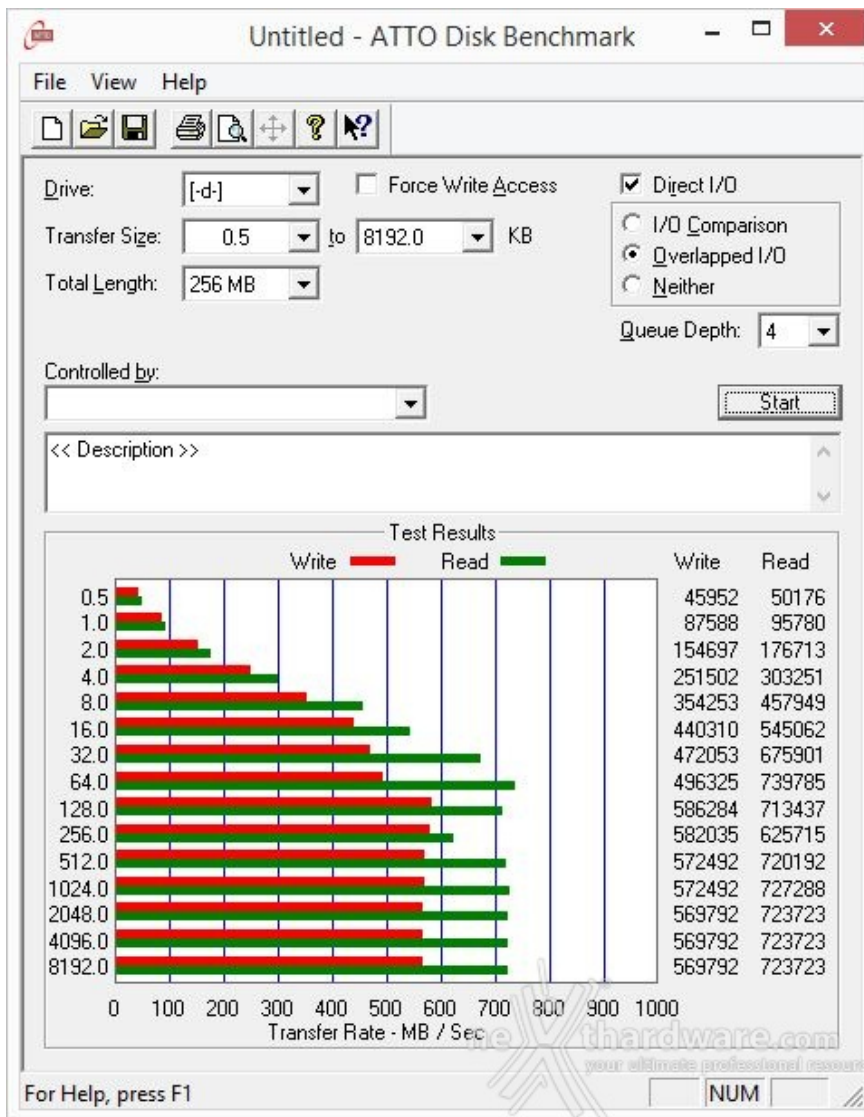 Untitled - ATTO Disk Benchmark
File View Help
Drive: [-d-] Force Write Access Direct I/O
Transfer Size: 0.5 to 8192.0 KB I/O Comparison
Overlapped I/O
Total Length: 256 MB Neither
Queue Depth: 4
Controlled by:
Start
<< Description >>
Test Results
Write Read Write Read
0.5 45952 50176
1.0 87588 95780
2.0 154697 176713
4.0 251502 303251
8.0 354253 457949
16.0 440310 545062
32.0 472053 675901
64.0 496325 739785
128.0 586284 713437
256.0 582035 625715
512.0 572492 720192
1024.0 572492 727288
2048.0 569792 723723
4096.0 569792 723723
8192.0 569792 723723
0 100 200 300 400 500 600 700 800 900 1000
Transfer Rate - MB / Sec
nexthardware.com
your ultimate professional resour
For Help, press F1 NUM